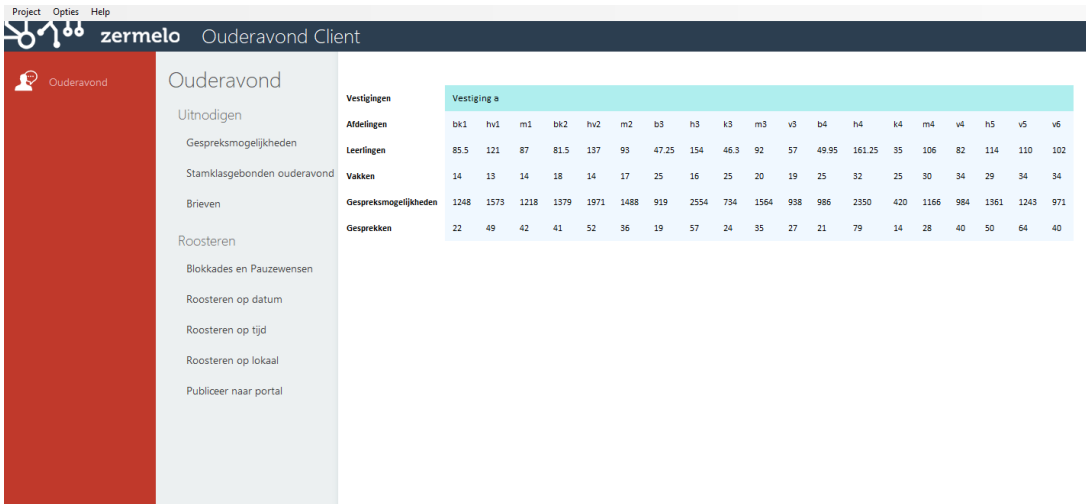 Project Opties Help
zermelo Ouderavond Client
Ouderavond
Ouderavond
Uitnodigen
Gespreksmogelijkheden
Stamklasgebonden ouderavond
Brieven
Roosteren
Blokkades en Pauzewensen
Roosteren op datum
Roosteren op tijd
Roosteren op lokaal
Publiceer naar portal
Vestigingen Vestiging a
Afdelingen bk1 hv1 m1 bk2 hv2 m2 b3 h3 k3 m3 v3 b4 h4 k4 m4 v4 h5 v5 v6
Leerlingen 85.5 121 87 81.5 137 93 47.25 154 46.3 92 57 49.95 161.25 35 106 82 114 110 102
Vakken 14 13 14 18 14 17 25 16 25 20 19 25 32 25 30 34 29 34 34
Gespreksmogelijkheden 1248 1573 1218 1379 1971 1488 919 2554 734 1564 938 986 2350 420 1166 984 1361 1243 971
Gesprekken 22 49 42 41 52 36 19 57 24 35 27 21 79 14 28 40 50 64 40